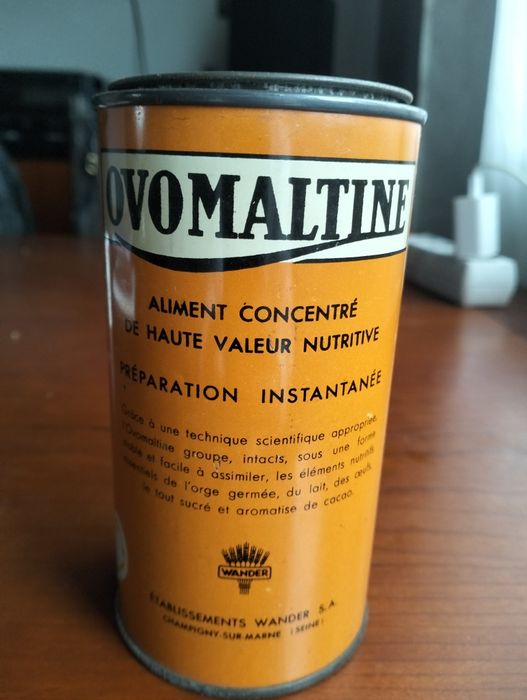 OVOMALTINE
ALIMENT CONCENTRÉ
DE HAUTE VALEUR NUTRITIVE
PRÉPARATION INSTANTANÉE
Grâce à une technique scientifique appropriée,
l'Ovomaltine groupe, intacts, sous une forme
stable et facile à assimiler, les éléments nutritifs
essentiels de l'orge germée, du lait, des œufs,
le tout sucré et aromatise de cacao.
WANDER
ÉTABLISSEMENTS WANDER S.A.
CHAMPIGNY-SUR-MARNE (SEINE)